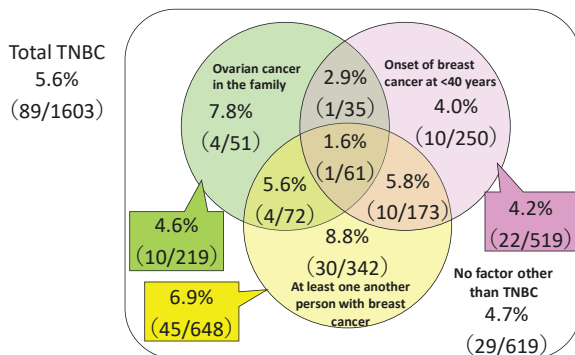 Total TNBC
5.6%
(89/1603)
Ovarian cancer
in the family
7.8%
(4/51)
2.9%
(1/35)
Onset of breast
cancer at <40 years
4.0%
(10/250)
1.6%
(1/61)
5.6%
(4/72)
5.8%
(10/173)
4.6%
(10/219)
4.2%
(22/519)
8.8%
(30/342)
At least one another
person with breast
cancer
6.9%
(45/648)
No factor other
than TNBC
4.7%
(29/619)